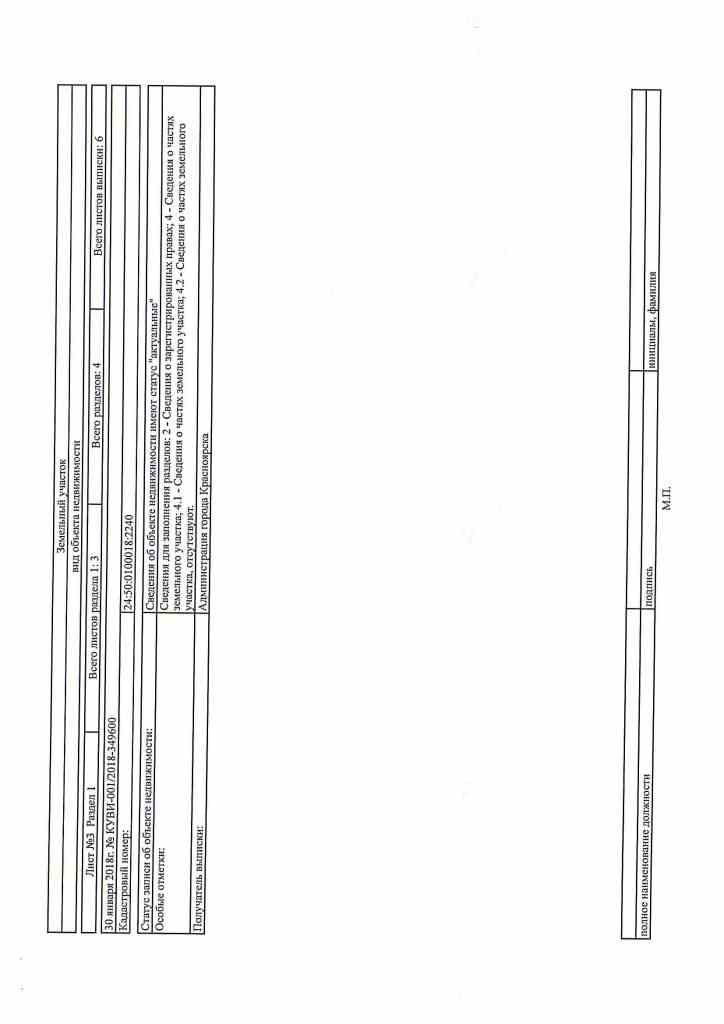 Земельный участок
вид объекта недвижимости
Лист №3 Раздел 1 Всего листов раздела 1: 3 Всего разделов: 4 Всего листов выписки: 6
30 января 2018г. № КУВИ-001/2018-349600
Кадастровый номер: 24:50:0100018:2240
Статус записи об объекте недвижимости: Сведения об объекте недвижимости имеют статус "актуальные"
Особые отметки: Сведения для заполнения разделов: 2 - Сведения о зарегистрированных правах; 4 - Сведения о частях
земельного участка; 4.1 - Сведения о частях земельного участка; 4.2 - Сведения о частях земельного
участка, отсутствуют.
Получатель выписки: Администрация города Красноярска
полное наименование должности подпись инициалы, фамилия
М.П.